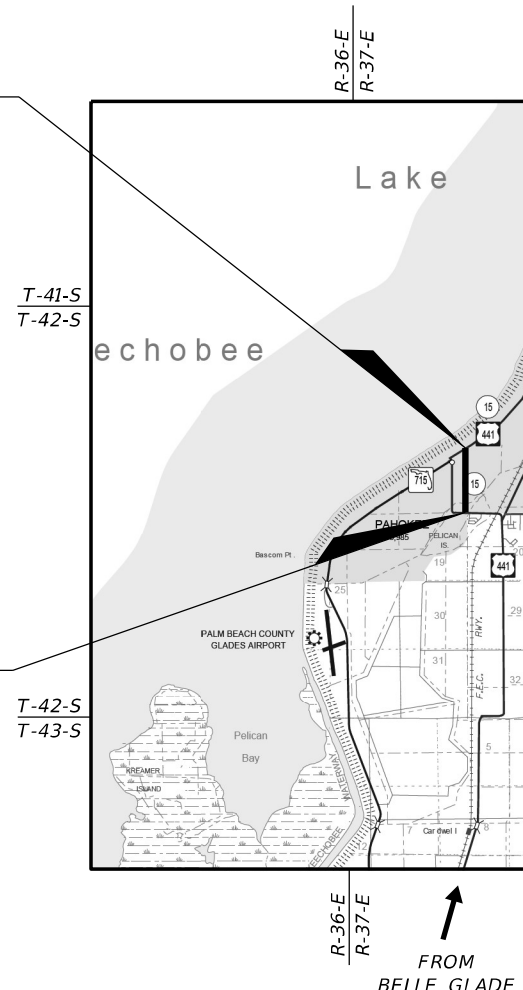 R-36-E
R-37-E
Lake
T-41-S
T-42-S
echobee
15
441
715
15
PAHOKEE
PELICAN
IS.
Bascom Pt.
19
20
441
25
30
29
PALM BEACH COUNTY
GLADES AIRPORT
RWY.
31
32
F.E.C.
T-42-S
T-43-S
Pelican
Bay
5
KREAMER
ISLAND
WATERWAY
7
Cardwell
8
12
EECHOBEE
R-36-E
R-37-E
FROM
BELLE GLADE